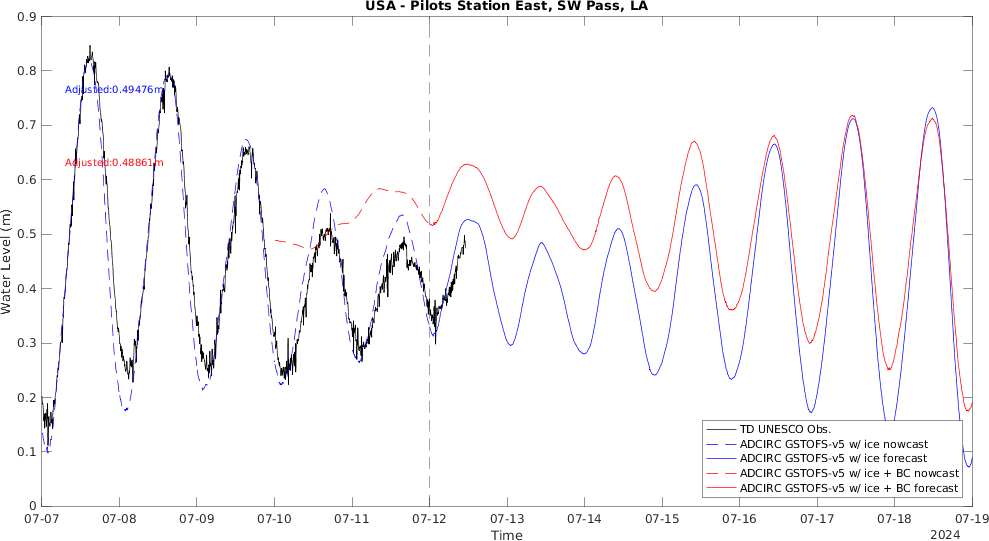 USA - Pilots Station East, SW Pass, LA
0.9
0.8
0.7
0.6
0.5
0.4
0.3
0.2
0.1
0
Water Level (m)
Adjusted:0.49476m
Adjusted:0.48861m
TD UNESCO Obs.
ADCIRC GSTOFS-v5 w/ ice nowcast
ADCIRC GSTOFS-v5 w/ ice forecast
ADCIRC GSTOFS-v5 w/ ice + BC nowcast
ADCIRC GSTOFS-v5 w/ ice + BC forecast
07-07 07-08 07-09 07-10 07-11 07-12 07-13 07-14 07-15 07-16 07-17 07-18 07-19
Time
2024